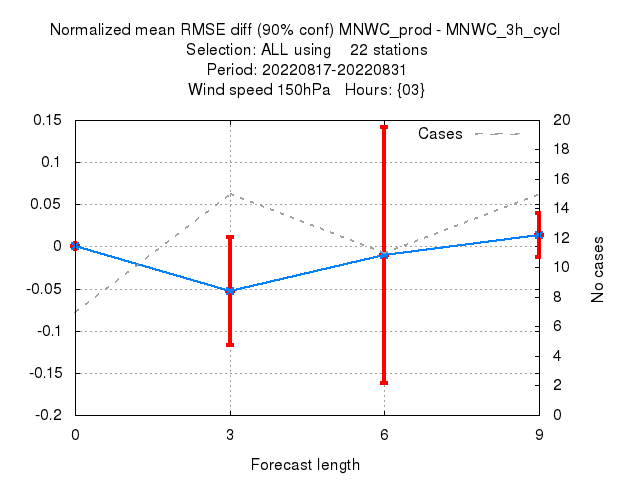 Normalized mean RMSE diff (90% conf) MNWC_prod - MNWC_3h_cycl
Selection: ALL using    22 stations
Period: 20220817-20220831
Wind speed 150hPa   Hours: {03}
Cases
0.15
0.1
0.05
0
-0.05
-0.1
-0.15
-0.2
20
18
16
14
12
10
8
6
4
2
0
No cases
0 3 6 9
Forecast length